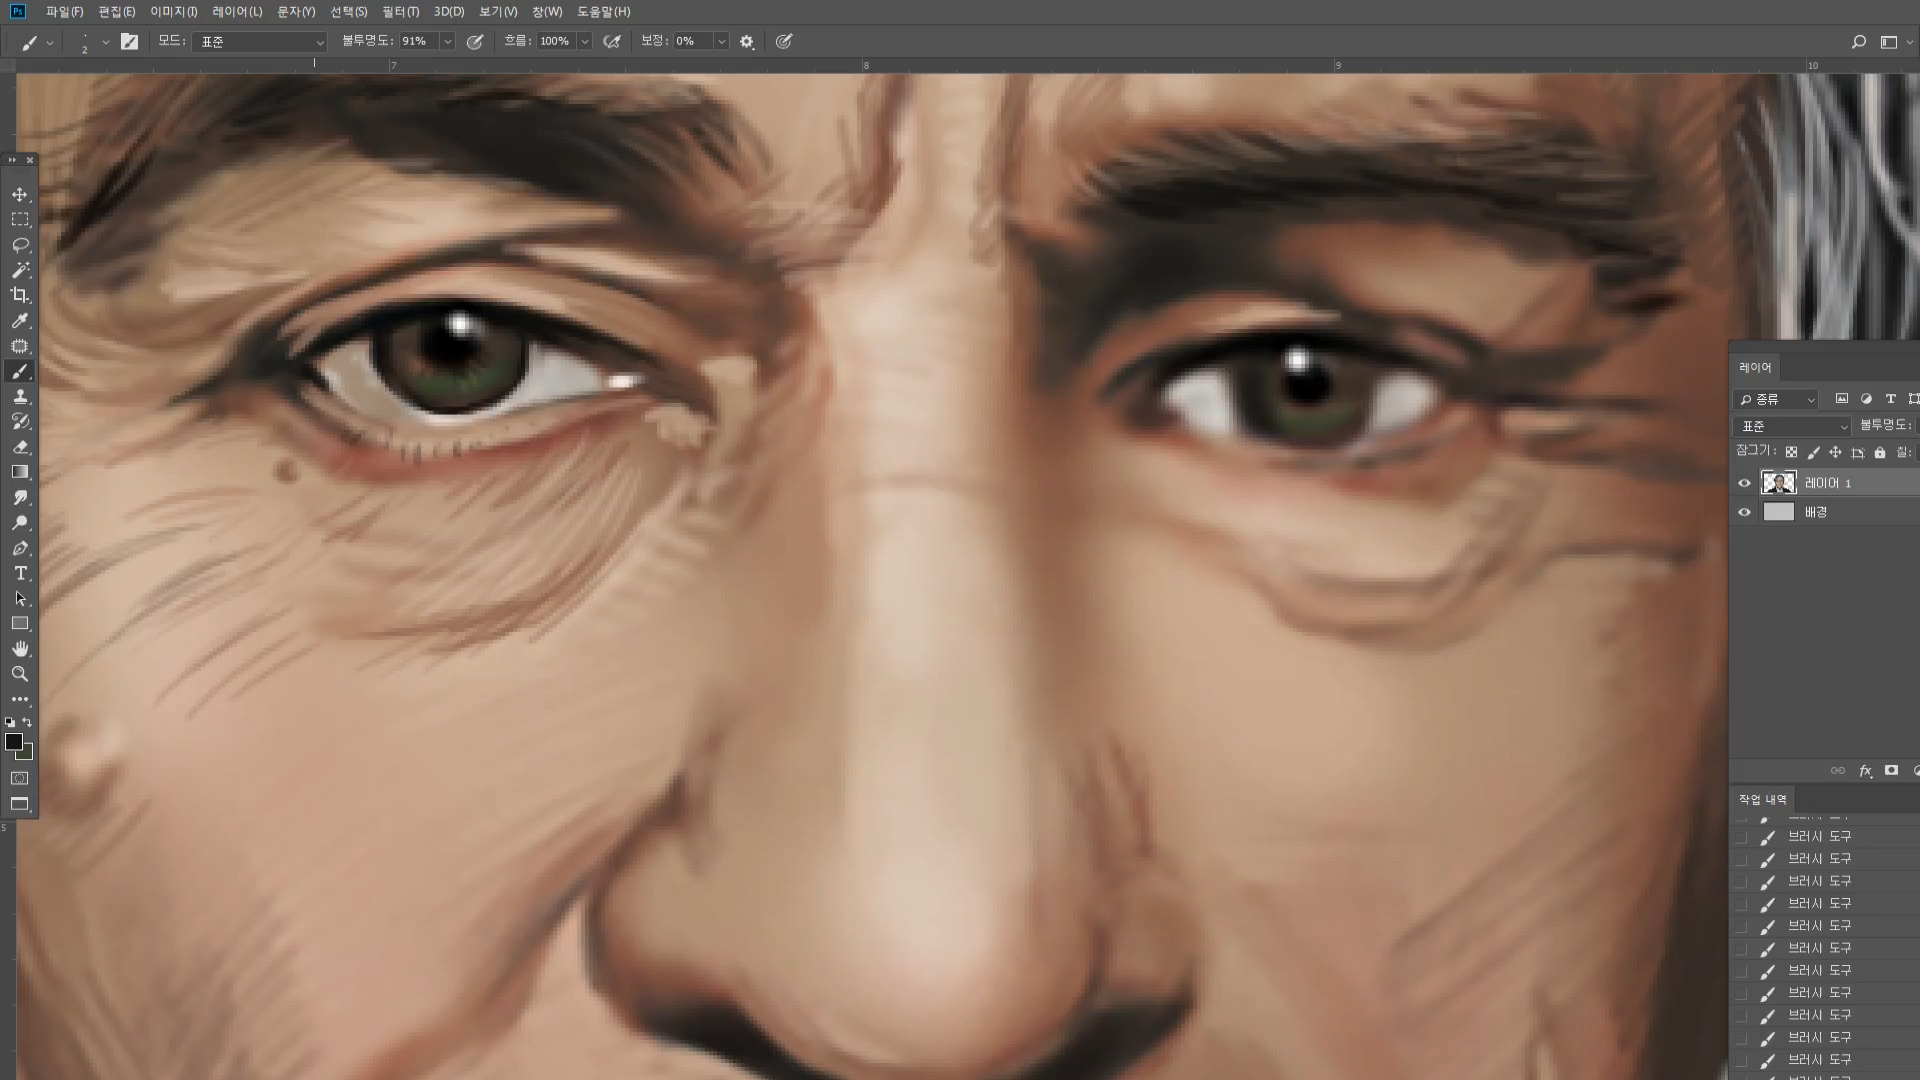 Ps 파일(F) 편집(E) 이미지(I) 레이어(L) 문자(Y) 선택(S) 필터(T) 3D(D) 보기(V) 창(W) 도움말(H)
2 모드: 표준 불투명도: 91% 흐름: 100% 보정: 0%
7 8 9 10
레이어
종류
표준 불투명도:
잠그기: 칠:
레이어 1
배경
fx
작업 내역
브러시 도구
브러시 도구
브러시 도구
브러시 도구
브러시 도구
브러시 도구
브러시 도구
브러시 도구
브러시 도구
브러시 도구
브러시 도구
5